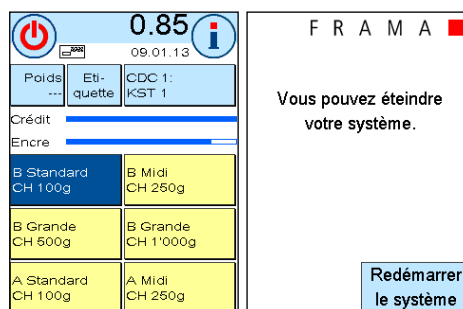 0.85
09.01.13
Poids
---
Eti-
quette
CDC 1:
KST 1
Crédit
Encre
B Standard
CH 100g
B Midi
CH 250g
B Grande
CH 500g
B Grande
CH 1'000g
A Standard
CH 100g
A Midi
CH 250g
FRAMA
Vous pouvez éteindre
votre système.
Redémarrer
le système